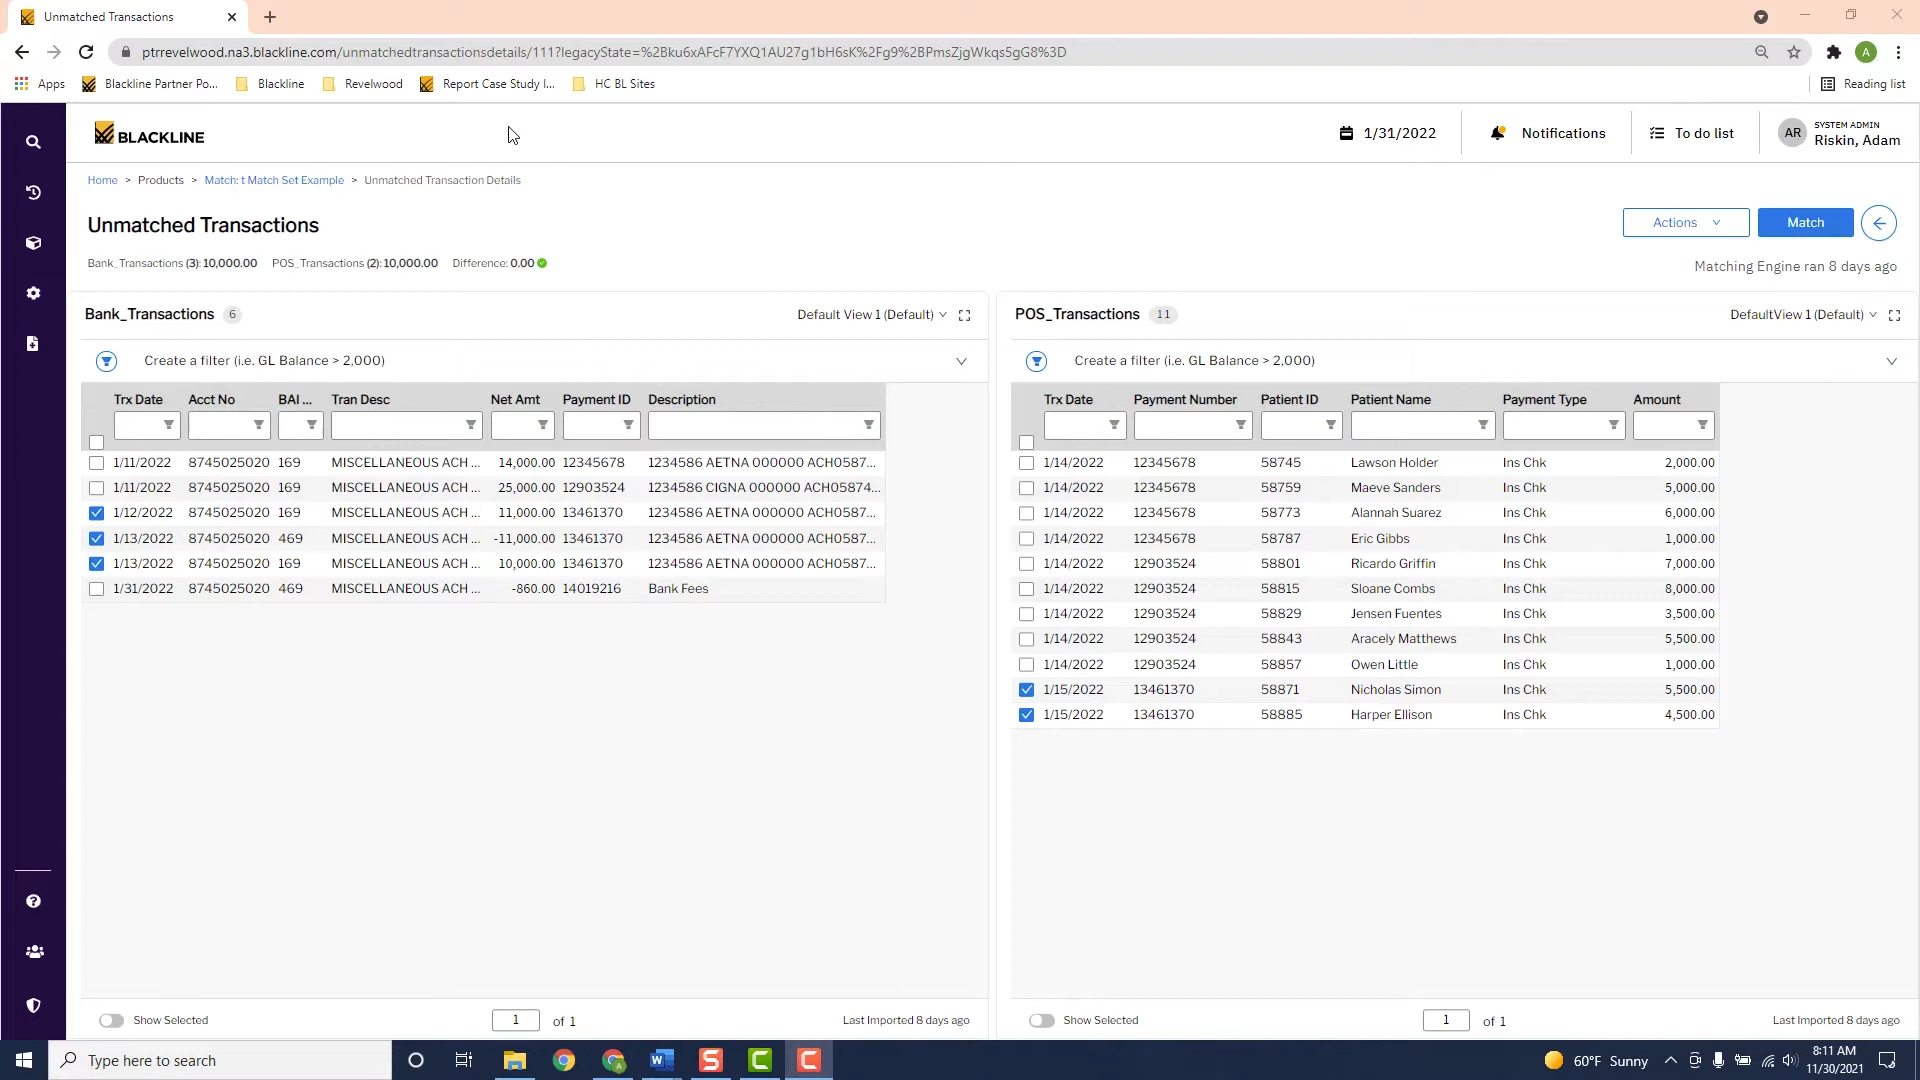 Unmatched Transactions
ptrrevelwood.na3.blackline.com/unmatchedtransactionsdetails/111?legacyState=%2Bku6xAFcF7YXQ1AU27g1bH6sK%2Fg9%2BPmsZjgWkqs5gG8%3D
A
Apps Blackline Partner Po... Blackline Revelwood Report Case Study I... HC BL Sites Reading list
BLACKLINE 1/31/2022 Notifications To do list AR SYSTEM ADMIN
Riskin, Adam
Home > Products > Match: t Match Set Example > Unmatched Transaction Details
Unmatched Transactions Actions Match
Bank_Transactions (3): 10,000.00 POS_Transactions (2): 10,000.00 Difference: 0.00 Matching Engine ran 8 days ago
Bank_Transactions 6 Default View 1 (Default)
Create a filter (i.e. GL Balance > 2,000)
Trx Date Acct No BAI ... Tran Desc Net Amt Payment ID Description
1/11/2022 8745025020 169 MISCELLANEOUS ACH ... 14,000.00 12345678 1234586 AETNA 000000 ACH0587...
1/11/2022 8745025020 169 MISCELLANEOUS ACH ... 25,000.00 12903524 1234586 CIGNA 000000 ACH05874...
1/12/2022 8745025020 169 MISCELLANEOUS ACH ... 11,000.00 13461370 1234586 AETNA 000000 ACH0587...
1/13/2022 8745025020 469 MISCELLANEOUS ACH ... -11,000.00 13461370 1234586 AETNA 000000 ACH0587...
1/13/2022 8745025020 169 MISCELLANEOUS ACH ... 10,000.00 13461370 1234586 AETNA 000000 ACH0587...
1/31/2022 8745025020 469 MISCELLANEOUS ACH ... -860.00 14019216 Bank Fees
Show Selected 1 of 1 Last Imported 8 days ago
POS_Transactions 11 DefaultView 1 (Default)
Create a filter (i.e. GL Balance > 2,000)
Trx Date Payment Number Patient ID Patient Name Payment Type Amount
1/14/2022 12345678 58745 Lawson Holder Ins Chk 2,000.00
1/14/2022 12345678 58759 Maeve Sanders Ins Chk 5,000.00
1/14/2022 12345678 58773 Alannah Suarez Ins Chk 6,000.00
1/14/2022 12345678 58787 Eric Gibbs Ins Chk 1,000.00
1/14/2022 12903524 58801 Ricardo Griffin Ins Chk 7,000.00
1/14/2022 12903524 58815 Sloane Combs Ins Chk 8,000.00
1/14/2022 12903524 58829 Jensen Fuentes Ins Chk 3,500.00
1/14/2022 12903524 58843 Aracely Matthews Ins Chk 5,500.00
1/14/2022 12903524 58857 Owen Little Ins Chk 1,000.00
1/15/2022 13461370 58871 Nicholas Simon Ins Chk 5,500.00
1/15/2022 13461370 58885 Harper Ellison Ins Chk 4,500.00
Show Selected 1 of 1 Last Imported 8 days ago
Type here to search 60°F Sunny 8:11 AM
11/30/2021